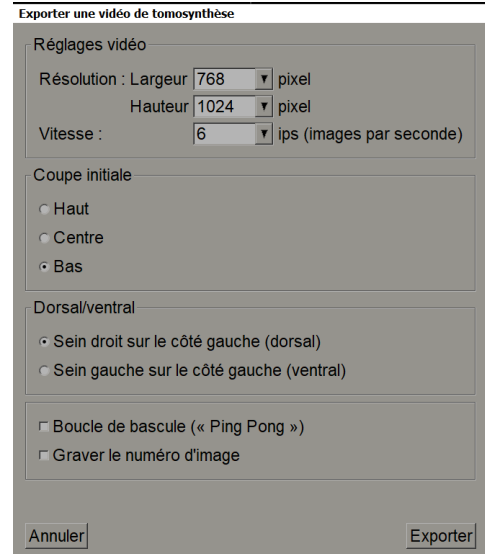 Exporter une vidéo de tomosynthèse
Réglages vidéo
Résolution : Largeur 768 pixel
Hauteur 1024 pixel
Vitesse : 6 ips (images par seconde)
Coupe initiale
Haut
Centre
Bas
Dorsal/ventral
Sein droit sur le côté gauche (dorsal)
Sein gauche sur le côté gauche (ventral)
Boucle de bascule (« Ping Pong »)
Graver le numéro d'image
Annuler Exporter